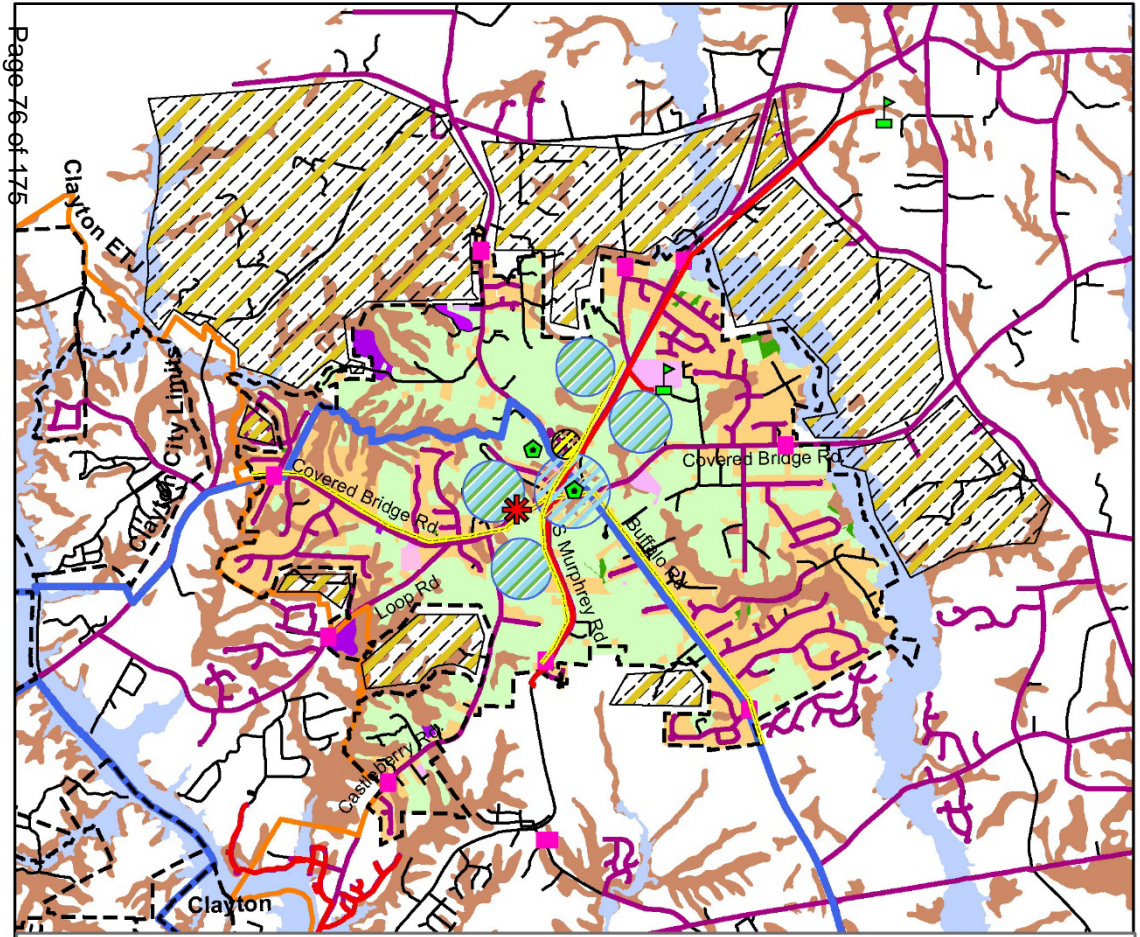 Page 76 of 1175
Clayton ETJ
Clayton City Limits
Covered Bridge Rd
Covered Bridge Rd
Buffalo Rd
S Murphrey Rd
Loop Rd
Castleberry Rd
Clayton